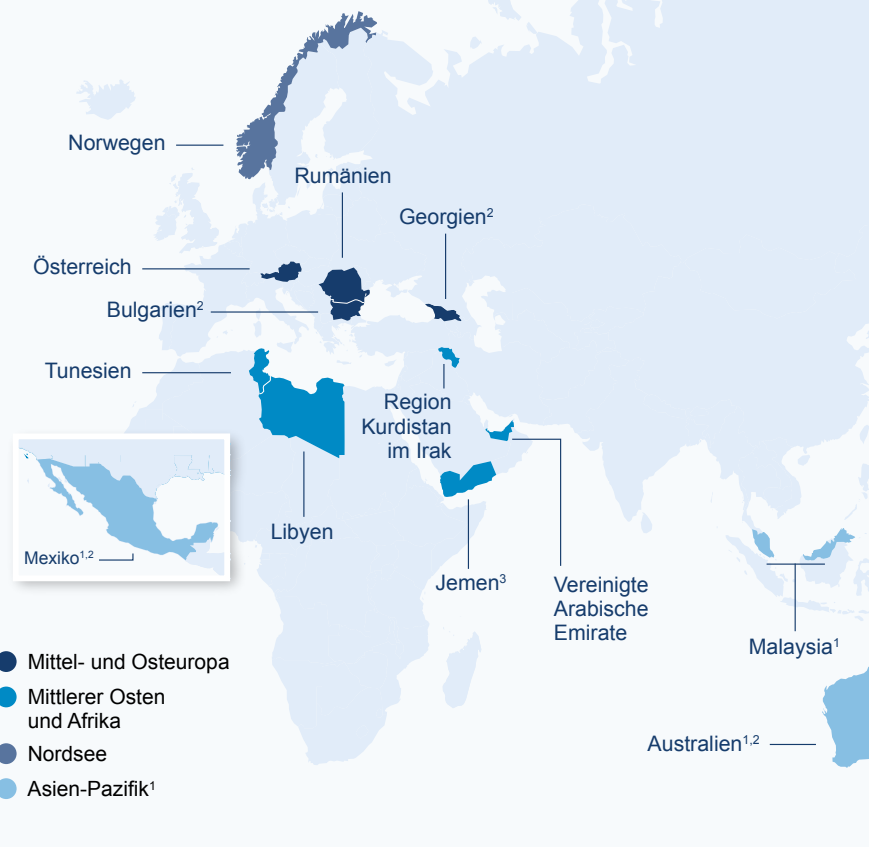 Norwegen
Rumänien
Georgien²
Österreich
Bulgarien²
Tunesien
Region
Kurdistan
im Irak
Mexiko¹,²
Libyen
Jemen³
Vereinigte
Arabische
Emirate
Malaysia¹
Australien¹,²
Mittel- und Osteuropa
Mittlerer Osten
und Afrika
Nordsee
Asien-Pazifik¹